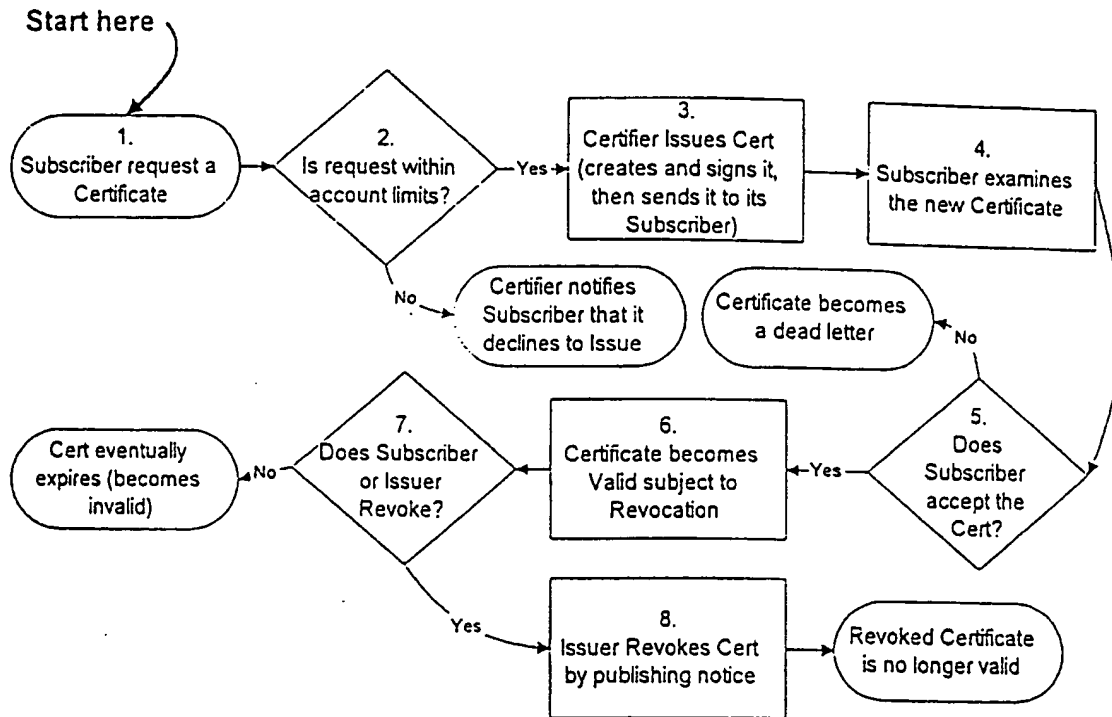 Start here
1.
Subscriber request a
Certificate
2.
Is request within
account limits?
Yes
3.
Certifier Issues Cert
(creates and signs it,
then sends it to its
Subscriber)
4.
Subscriber examines
the new Certificate
No
Certifier notifies
Subscriber that it
declines to Issue
Certificate becomes
a dead letter
No
5.
Does
Subscriber
accept the
Cert?
Yes
6.
Certificate becomes
Valid subject to
Revocation
7.
Does Subscriber
or Issuer
Revoke?
No
Cert eventually
expires (becomes
invalid)
Yes
8.
Issuer Revokes Cert
by publishing notice
Revoked Certificate
is no longer valid